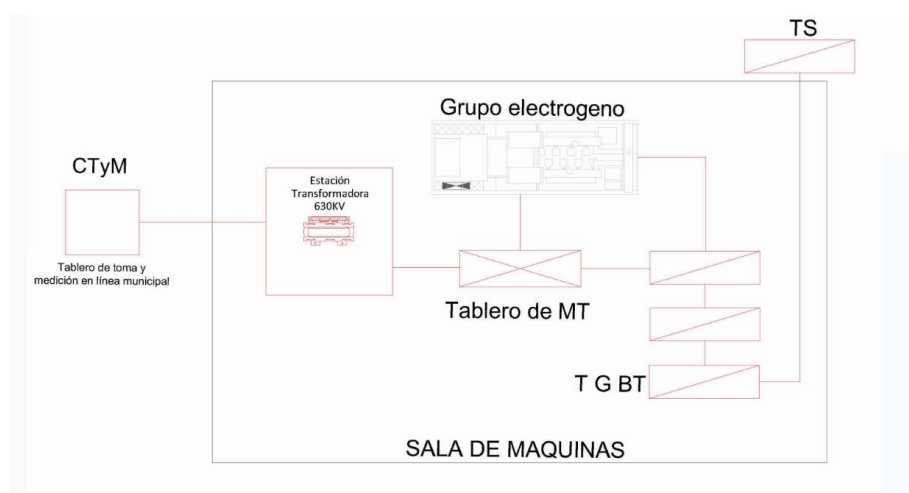 TS
Grupo electrogeno
CTyM
Estación
Transformadora
630KV
Tablero de toma y
medición en línea municipal
Tablero de MT
T G BT
SALA DE MAQUINAS